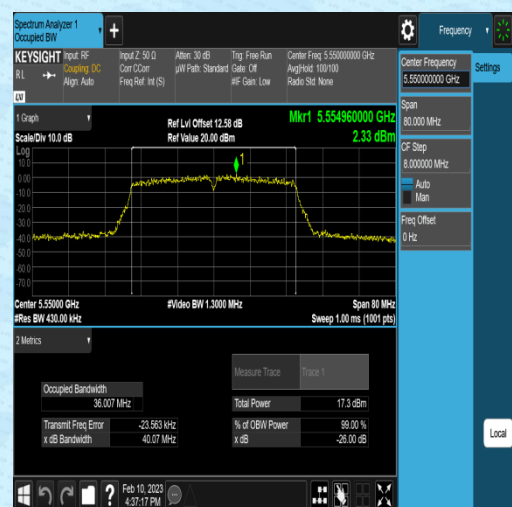 Spectrum Analyzer 1
Occupied BW
+
Frequency
KEYSIGHT Input: RF Input Z: 50 Ω Atten: 30 dB Trig: Free Run Center Freq: 5.550000000 GHz
R L Coupling: DC Corr CCorr µW Path: Standard Gate: Off Avg|Hold: 100/100
Align: Auto Freq Ref: Int (S) #IF Gain: Low Radio Std: None
Center Frequency
5.550000000 GHz
Settings
Span
80.000 MHz
CF Step
8.000000 MHz
Auto
Man
Freq Offset
0 Hz
Local
1 Graph
Ref Lvl Offset 12.58 dB
Mkr1 5.554960000 GHz
Scale/Div 10.0 dB
Ref Value 20.00 dBm
2.33 dBm
Log
10.0
0.00
-10.0
-20.0
-30.0
-40.0
-50.0
-60.0
-70.0
1
Center 5.55000 GHz #Video BW 1.3000 MHz Span 80 MHz
#Res BW 430.00 kHz Sweep 1.00 ms (1001 pts)
2 Metrics
Measure Trace Trace 1
Occupied Bandwidth
36.007 MHz
Total Power 17.3 dBm
Transmit Freq Error -23.563 kHz
% of OBW Power 99.00 %
x dB Bandwidth 40.07 MHz
x dB -26.00 dB
?
Feb 10, 2023
4:37:17 PM